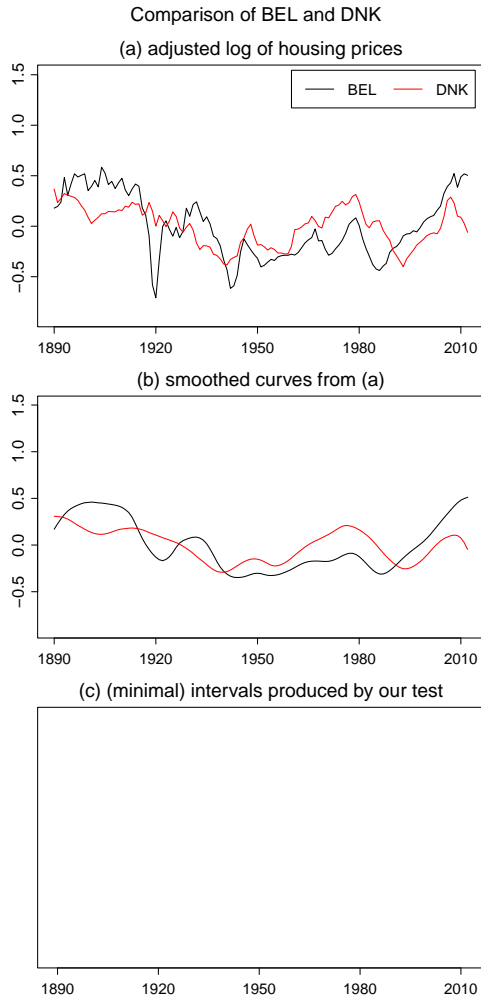 Comparison of BEL and DNK
(a) adjusted log of housing prices
BEL DNK
1.5
1.0
0.5
0.0
−0.5
1890 1920 1950 1980 2010
(b) smoothed curves from (a)
1.5
1.0
0.5
0.0
−0.5
1890 1920 1950 1980 2010
(c) (minimal) intervals produced by our test
1890 1920 1950 1980 2010